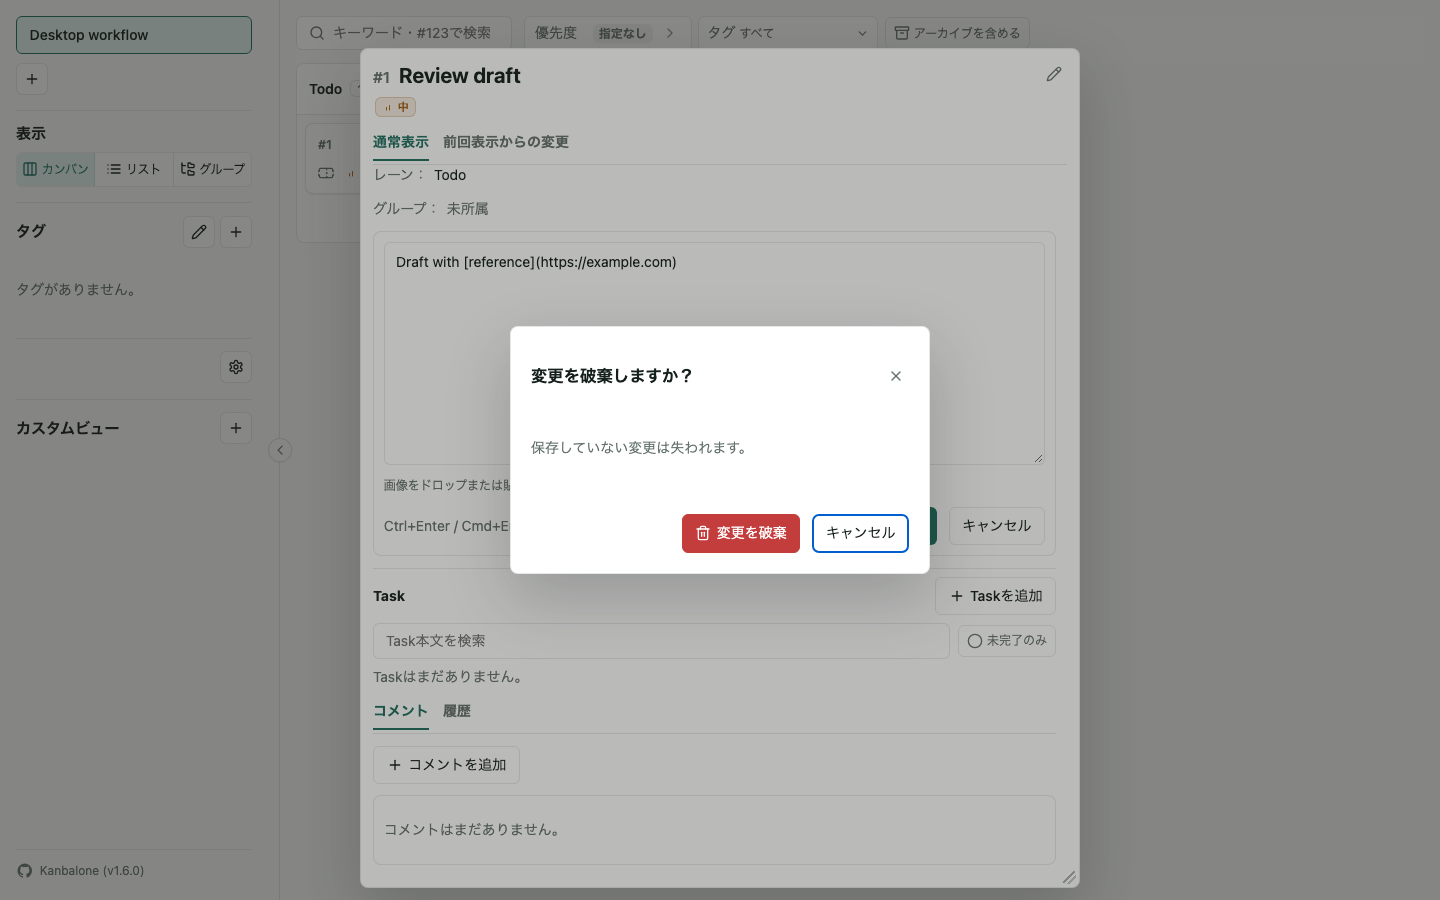 Desktop workflow
表示
カンバン
リスト
グループ
タグ
タグがありません。
カスタムビュー
Kanbalone (v1.6.0)
キーワード・#123で検索
優先度
指定なし
タグ すべて
アーカイブを含める
Todo
#1
#1 Review draft
中
通常表示
前回表示からの変更
レーン： Todo
グループ： 未所属
Draft with [reference](https://example.com)
画像をドロップまたは
Ctrl+Enter / Cmd+E
キャンセル
変更を破棄しますか？
保存していない変更は失われます。
変更を破棄
キャンセル
Task
Taskを追加
Task本文を検索
未完了のみ
Taskはまだありません。
コメント
履歴
コメントを追加
コメントはまだありません。